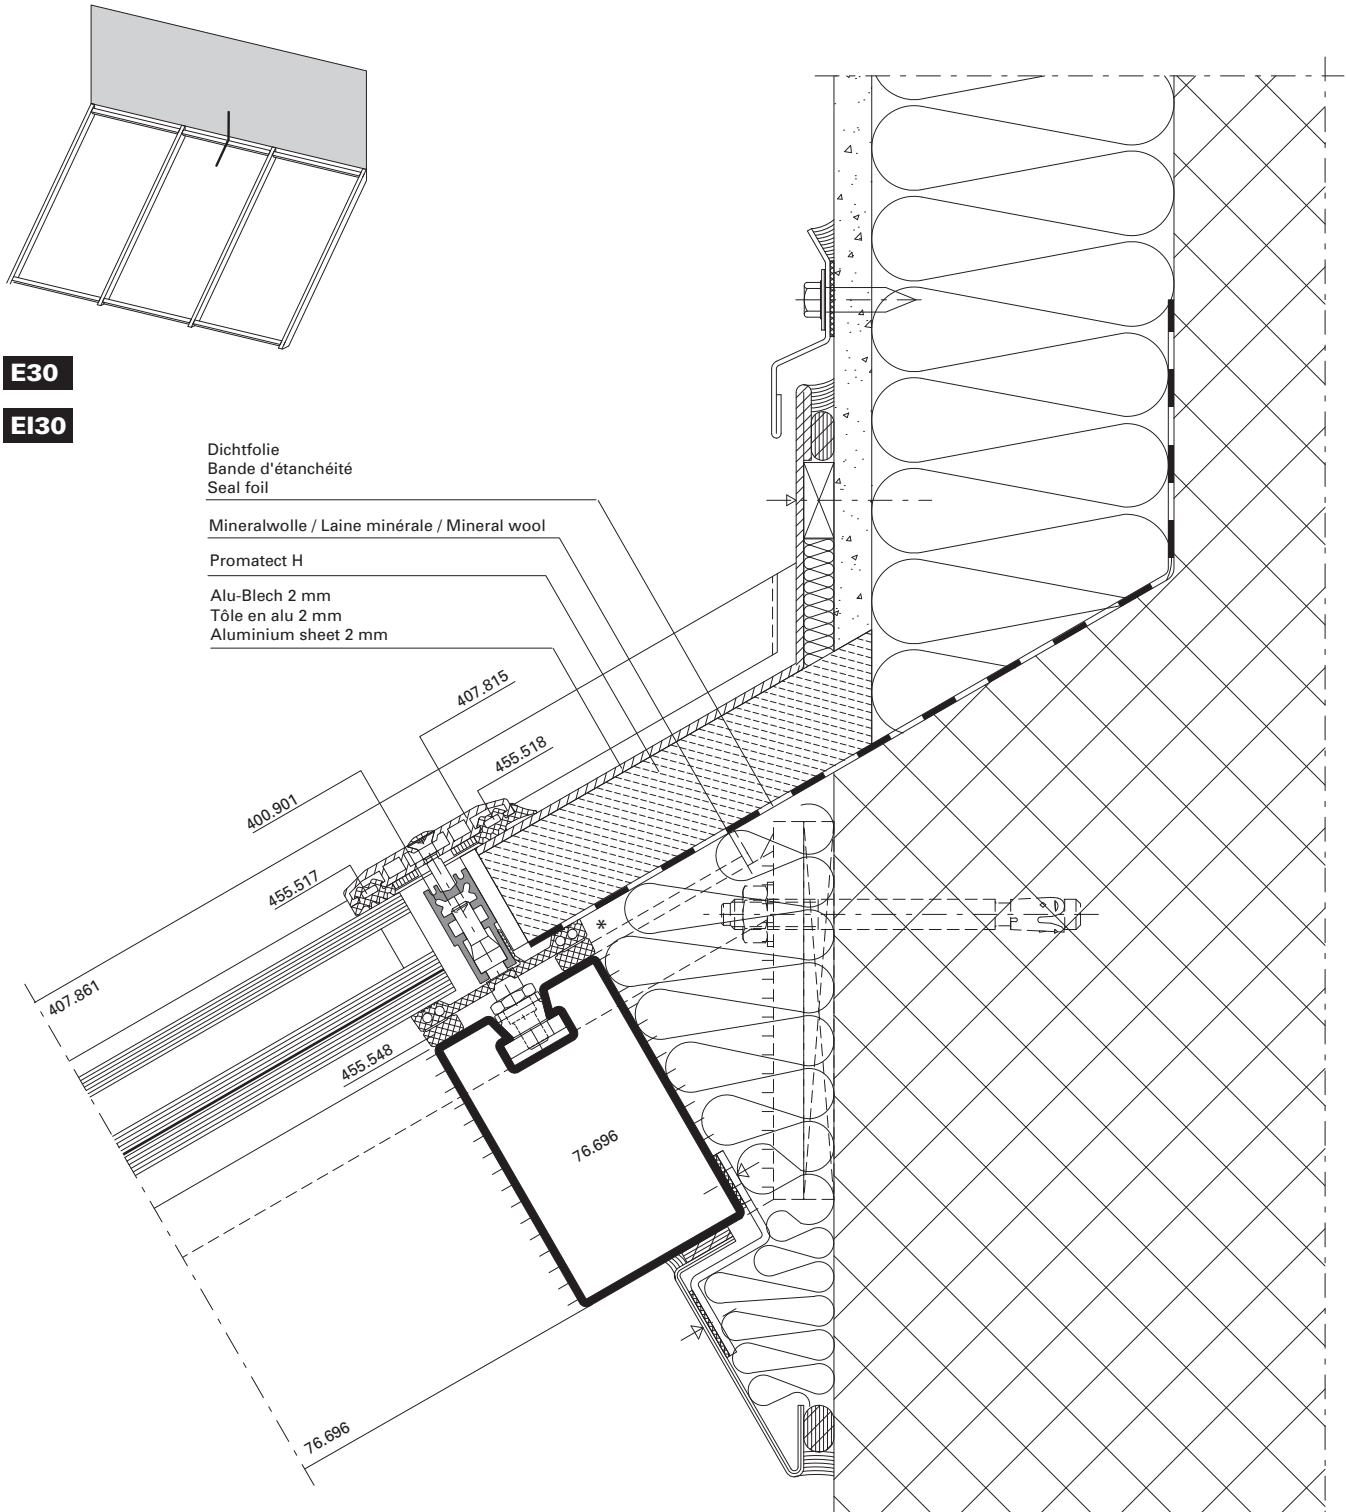 E30
EI30
Dichtfolie
Bande d'étanchéité
Seal foil
Mineralwolle / Laine minérale / Mineral wool
Promatect H
Alu-Blech 2 mm
Tôle en alu 2 mm
Aluminium sheet 2 mm
407.815
455.518
400.901
455.517
*
407.861
455.548
76.696
76.696